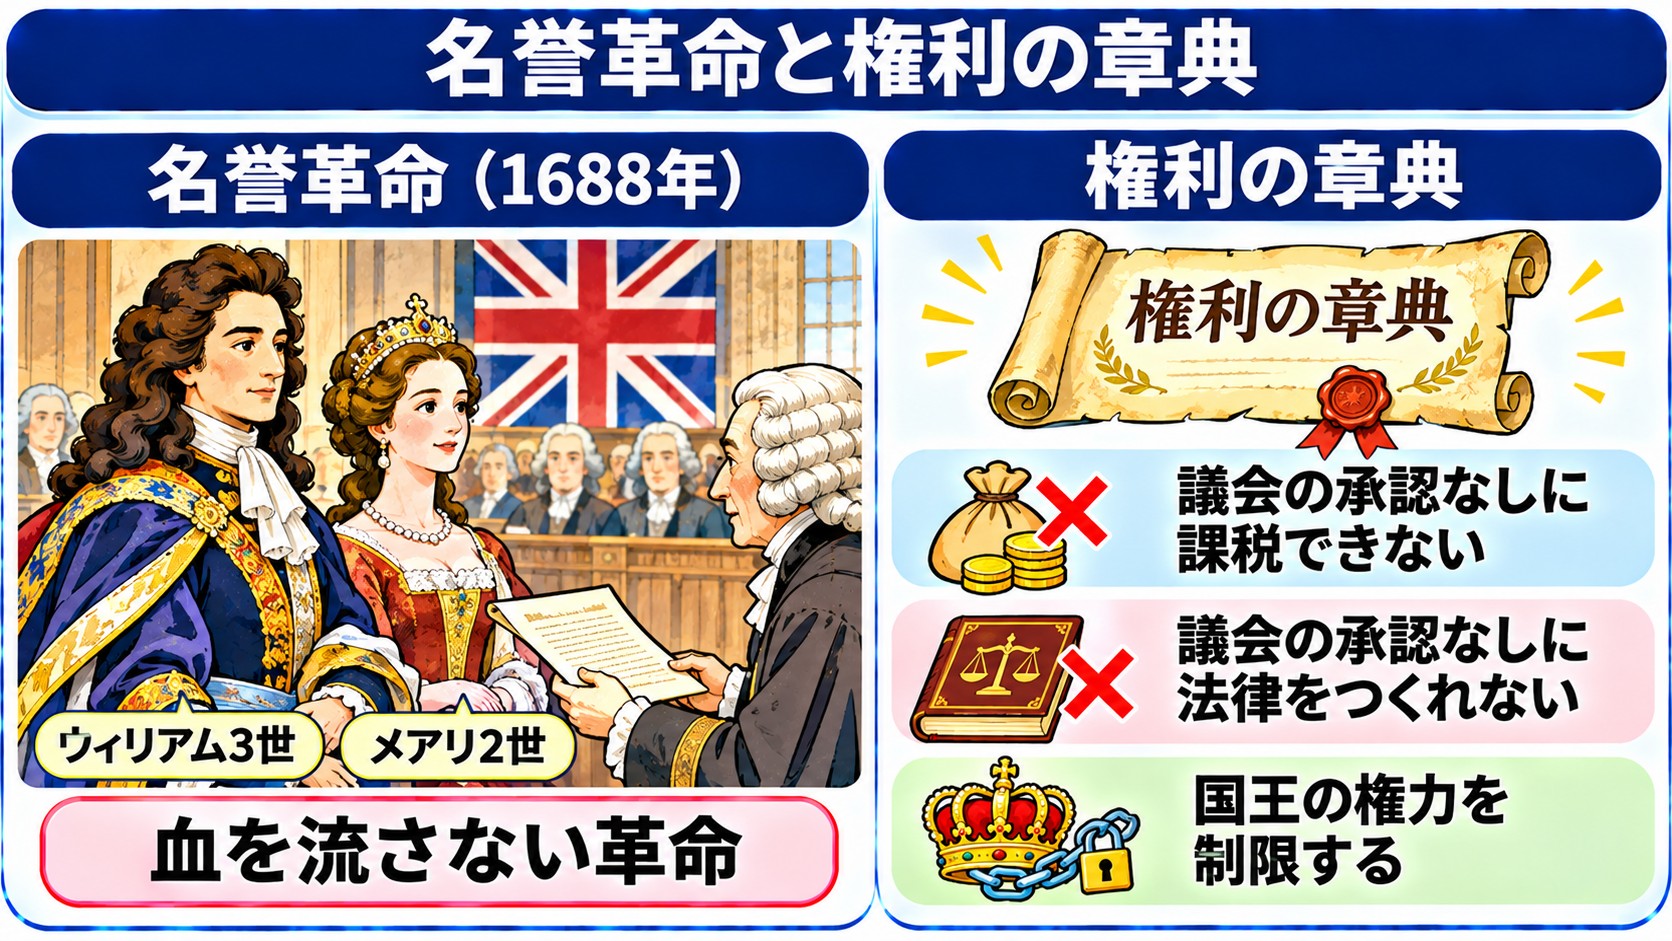 名誉革命と権利の章典
名誉革命（1688年）
ウィリアム3世
メアリ2世
血を流さない革命
権利の章典
権利の章典
議会の承認なしに
課税できない
議会の承認なしに
法律をつくれない
国王の権力を
制限する